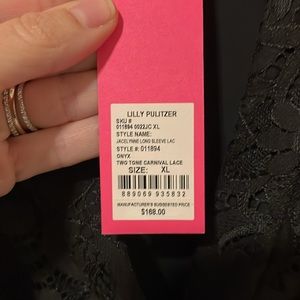 LILLY PULITZER
SKU #
011894 0022JC XL
STYLE NAME:
JACELYNNE LONG SLEEVE LAC
STYLE #: 011894
ONYX
TWO TONE CARNIVAL LACE
SIZE: XL
889069 935832
MANUFACTURER'S SUGGESTED PRICE
$168.00